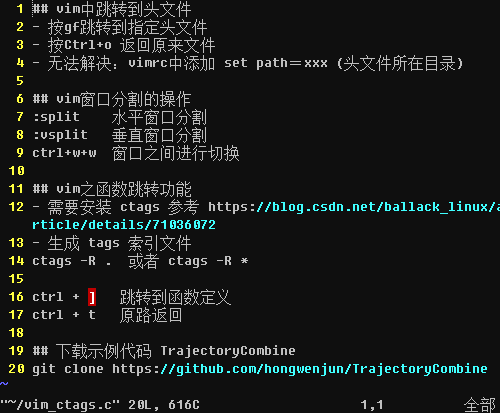 1 ## vim中跳转到头文件
2 - 按gf跳转到指定头文件
3 - 按Ctrl+o 返回原来文件
4 - 无法解决：vimrc中添加 set path＝xxx (头文件所在目录)
5
6 ## vim窗口分割的操作
7 :split 水平窗口分割
8 :vsplit 垂直窗口分割
9 ctrl+w+w 窗口之间进行切换
10
11 ## vim之函数跳转功能
12 - 需要安装 ctags 参考 https://blog.csdn.net/ballack_linux/a
rticle/details/71036072
13 - 生成 tags 索引文件
14 ctags -R . 或者 ctags -R *
15
16 ctrl + ] 跳转到函数定义
17 ctrl + t 原路返回
18
19 ## 下载示例代码 TrajectoryCombine
20 git clone https://github.com/hongwenjun/TrajectoryCombine
~
"~/vim_ctags.c" 20L, 616C 1,1 全部